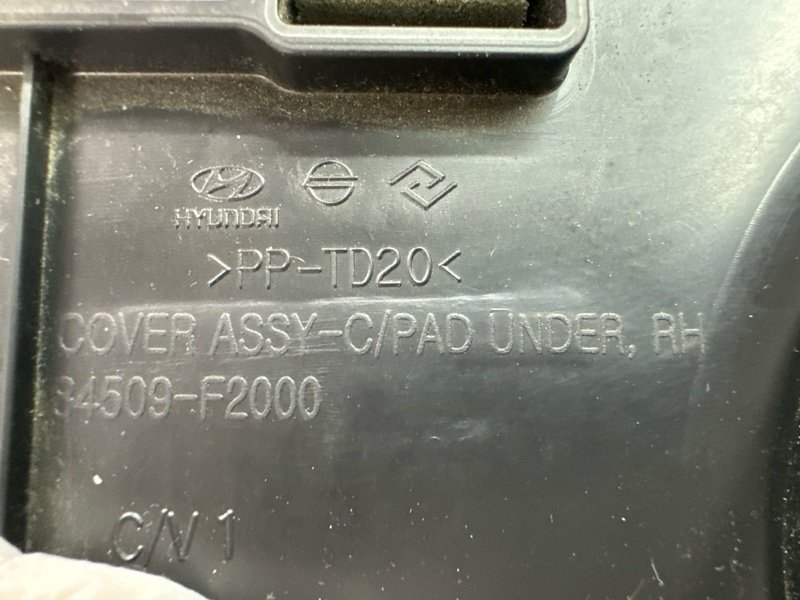 HYUNDAI
>PP-TD20<
COVER ASSY-C/PAD UNDER, RH
84509-F2000
C/V 1